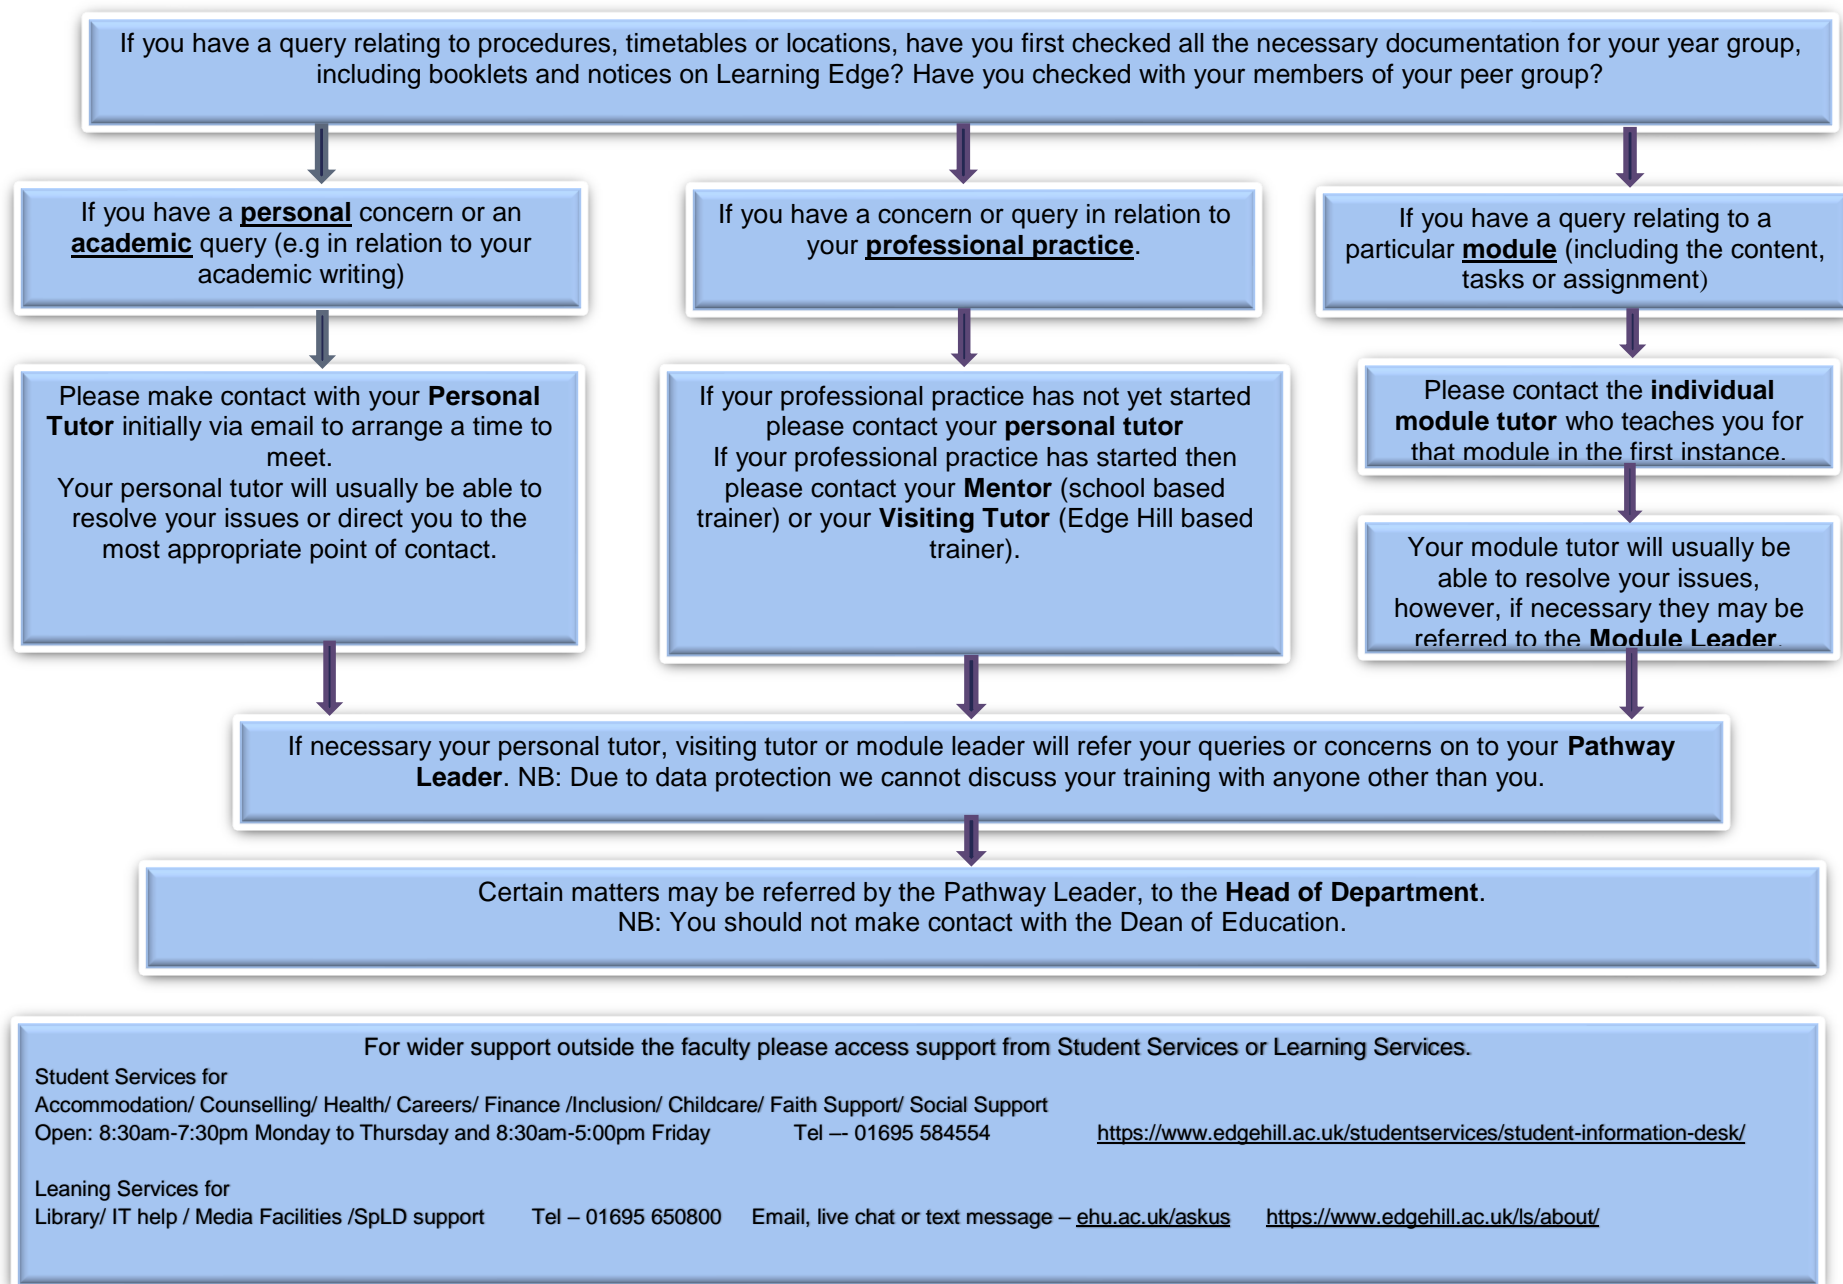 If you have a query relating to procedures, timetables or locations, have you first checked all the necessary documentation for your year group,
including booklets and notices on Learning Edge? Have you checked with your members of your peer group?
If you have a personal concern or an
academic query (e.g in relation to your
academic writing)
If you have a concern or query in relation to
your professional practice.
If you have a query relating to a
particular module (including the content,
tasks or assignment)
Please make contact with your Personal
Tutor initially via email to arrange a time to
meet.
Your personal tutor will usually be able to
resolve your issues or direct you to the
most appropriate point of contact.
If your professional practice has not yet started
please contact your personal tutor
If your professional practice has started then
please contact your Mentor (school based
trainer) or your Visiting Tutor (Edge Hill based
trainer).
Please contact the individual
module tutor who teaches you for
that module in the first instance.
Your module tutor will usually be
able to resolve your issues,
however, if necessary they may be
referred to the Module Leader.
If necessary your personal tutor, visiting tutor or module leader will refer your queries or concerns on to your Pathway
Leader. NB: Due to data protection we cannot discuss your training with anyone other than you.
Certain matters may be referred by the Pathway Leader, to the Head of Department.
NB: You should not make contact with the Dean of Education.
For wider support outside the faculty please access support from Student Services or Learning Services.
Student Services for
Accommodation/ Counselling/ Health/ Careers/ Finance /Inclusion/ Childcare/ Faith Support/ Social Support
Open: 8:30am-7:30pm Monday to Thursday and 8:30am-5:00pm Friday Tel –- 01695 584554 https://www.edgehill.ac.uk/studentservices/student-information-desk/
Leaning Services for
Library/ IT help / Media Facilities /SpLD support Tel – 01695 650800 Email, live chat or text message – ehu.ac.uk/askus https://www.edgehill.ac.uk/ls/about/